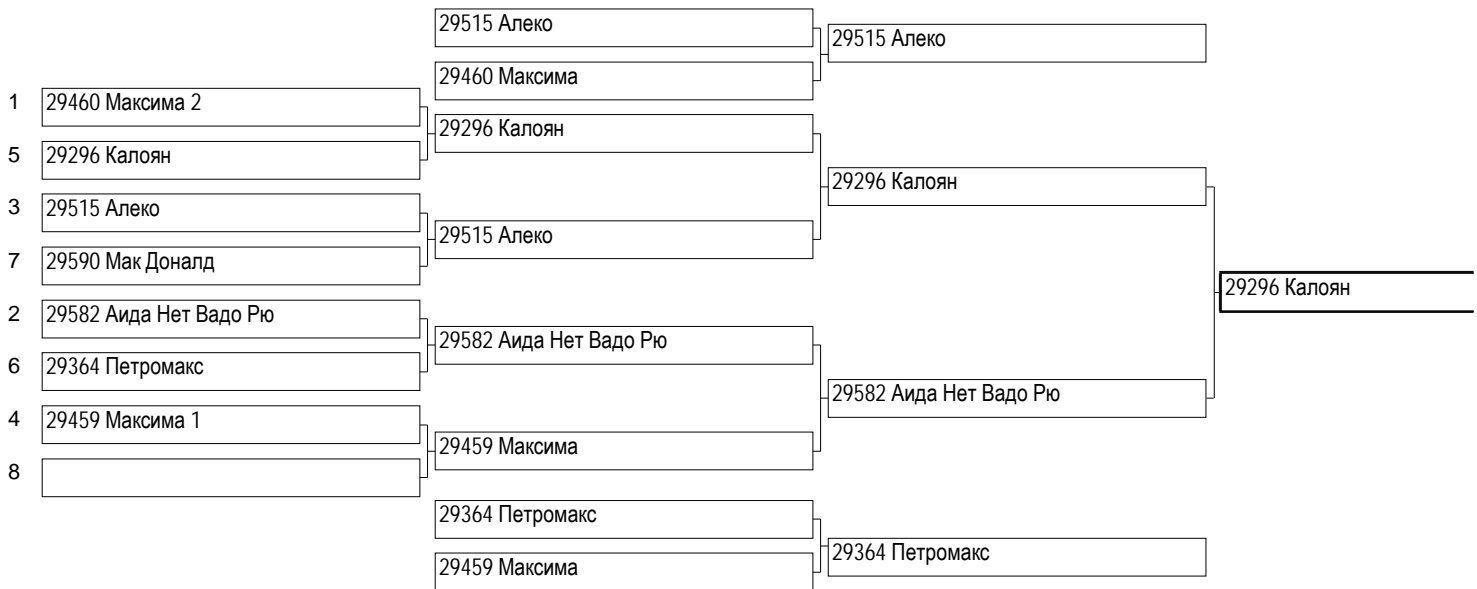 29515 Алеко
29515 Алеко
29460 Максима
1 29460 Максима 2
29296 Калоян
5 29296 Калоян
29296 Калоян
3 29515 Алеко
29515 Алеко
7 29590 Мак Доналд
29296 Калоян
2 29582 Аида Нет Вадо Рю
29582 Аида Нет Вадо Рю
6 29364 Петромакс
29582 Аида Нет Вадо Рю
4 29459 Максима 1
29459 Максима
8
29364 Петромакс
29364 Петромакс
29459 Максима